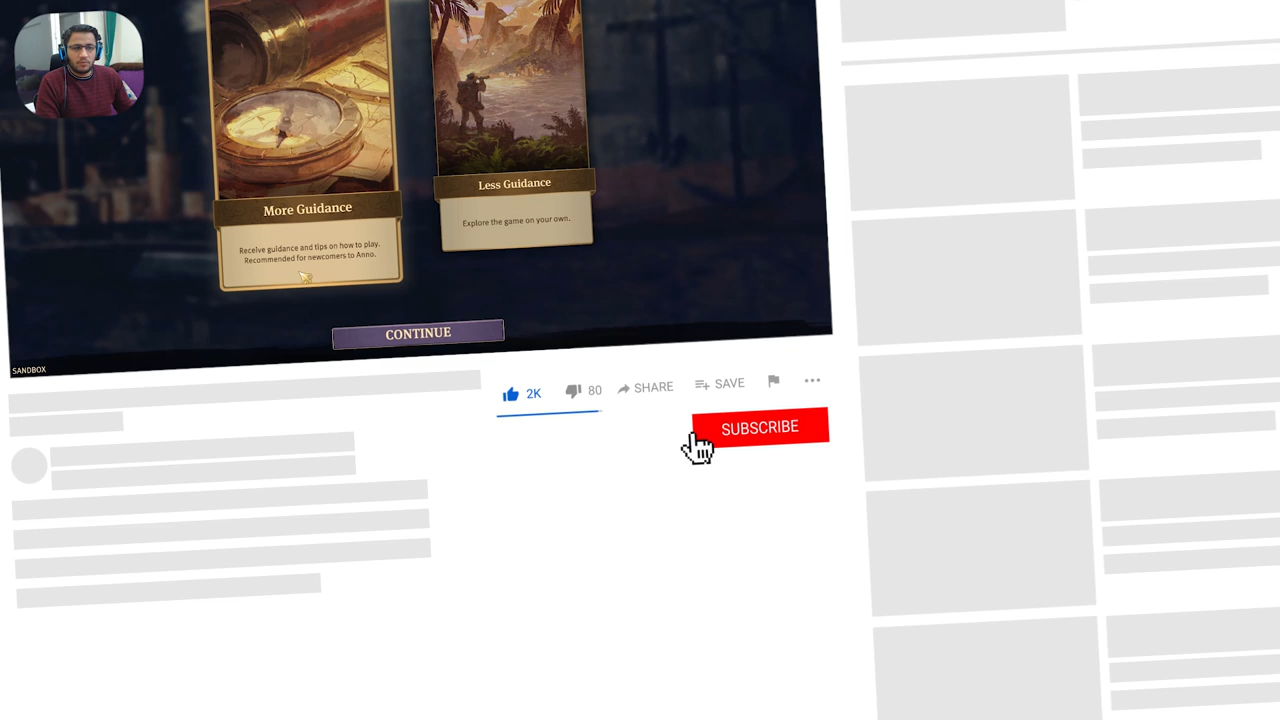 More Guidance
Receive guidance and tips on how to play.
Recommended for newcomers to Anno.
Less Guidance
Explore the game on your own.
CONTINUE
SANDBOX
2K
80
SHARE
SAVE
SUBSCRIBE